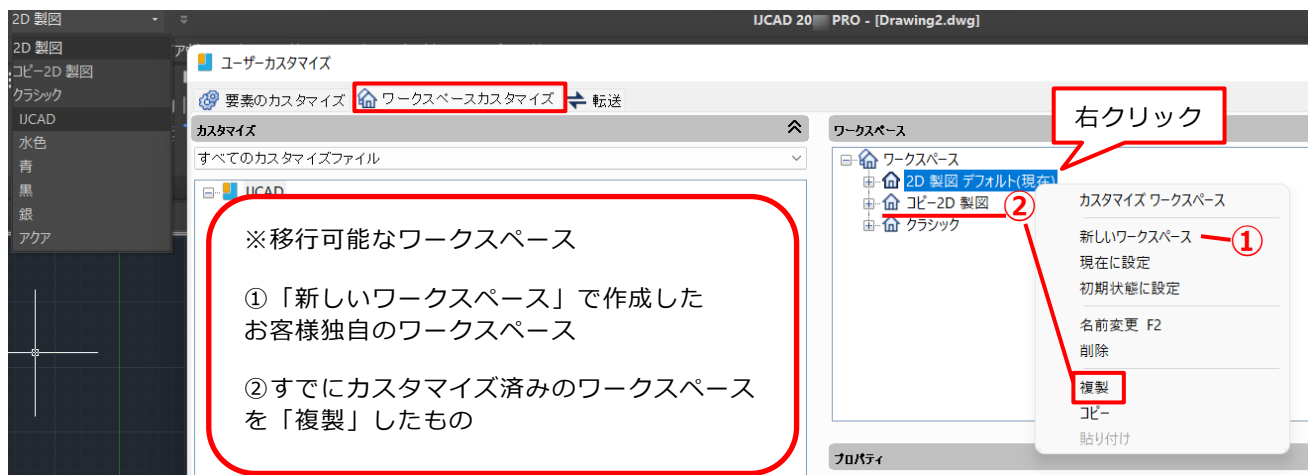 2D 製図
IJCAD 20 PRO - [Drawing2.dwg]
2D 製図
コピー2D 製図
クラシック
IJCAD
水色
青
黒
銀
アクア
ユーザーカスタマイズ
要素のカスタマイズ ワークスペースカスタマイズ 転送
カスタマイズ
すべてのカスタマイズファイル
IJCAD
※移行可能なワークスペース
①「新しいワークスペース」で作成した
お客様独自のワークスペース
②すでにカスタマイズ済みのワークスペース
を「複製」したもの
右クリック
ワークスペース
ワークスペース
2D 製図 デフォルト(現在)
コピー2D 製図
クラシック
②
カスタマイズ ワークスペース
新しいワークスペース
①
現在に設定
初期状態に設定
名前変更 F2
削除
複製
コピー
貼り付け
プロパティ